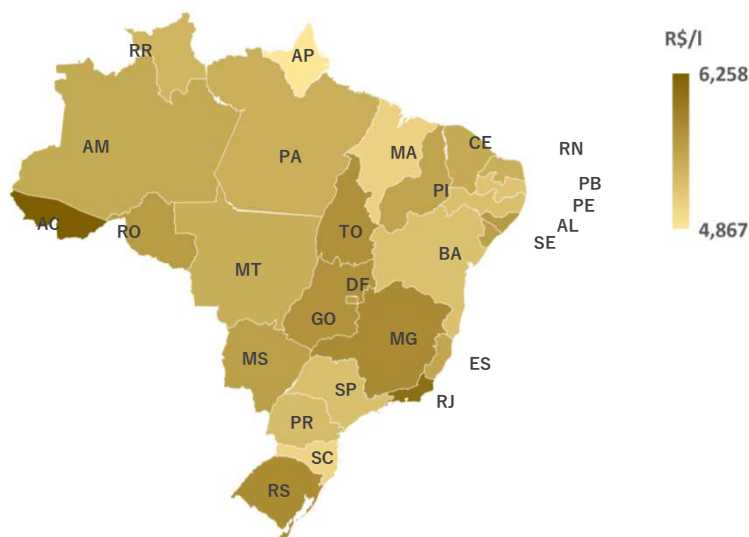 R$/l
6,258
4,867
RR
AP
AM
PA
MA
CE
RN
PI
PB
PE
AL
SE
AC
RO
TO
BA
MT
DF
GO
MG
MS
ES
SP
RJ
PR
SC
RS